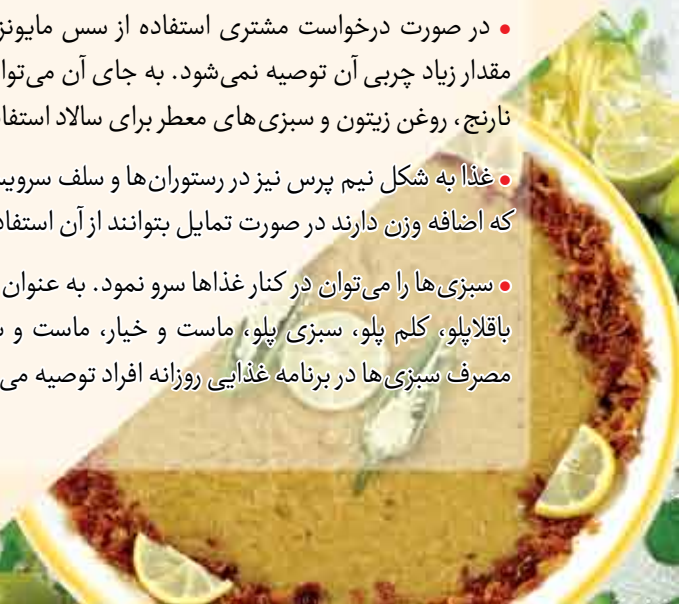 • در صورت درخواست مشتری استفاده از سس مایونز
مقدار زیاد چربی آن توصیه نمی‌شود. به جای آن می‌توا
نارنج، روغن زیتون و سبزی‌های معطر برای سالاد استفا
• غذا به شکل نیم پرس نیز در رستوران‌ها و سلف سرویس
که اضافه وزن دارند در صورت تمایل بتوانند از آن استفاد
• سبزی‌ها را می‌توان در کنار غذاها سرو نمود. به عنوان
باقلاپلو، کلم پلو، سبزی پلو، ماست و خیار، ماست و س
مصرف سبزی‌ها در برنامه غذایی روزانه افراد توصیه می